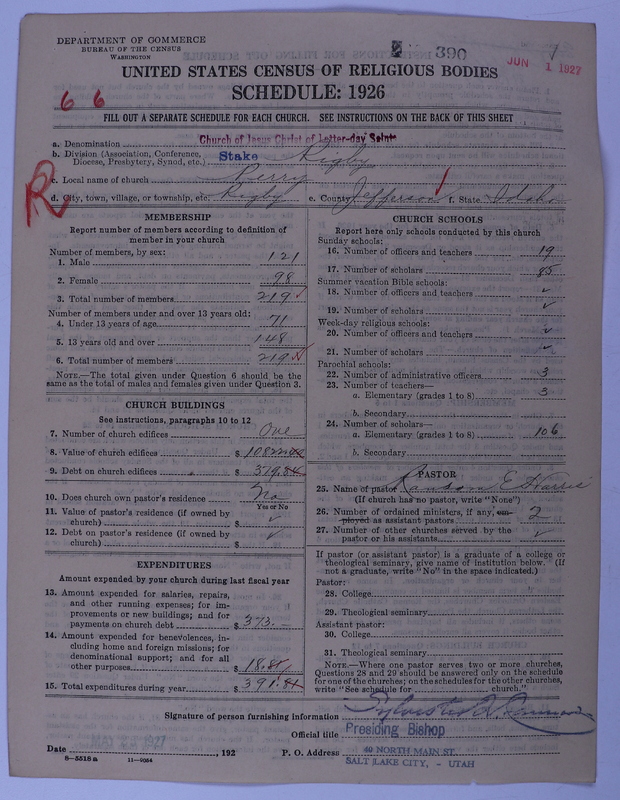 DEPARTMENT OF COMMERCE
BUREAU OF THE CENSUS
WASHINGTON
390
JUN 1 1927
UNITED STATES CENSUS OF RELIGIOUS BODIES
SCHEDULE: 1926
6 6
FILL OUT A SEPARATE SCHEDULE FOR EACH CHURCH. SEE INSTRUCTIONS ON THE BACK OF THIS SHEET
a. Denomination Church of Jesus Christ of Latter-day Saints
b. Division (Association, Conference, Diocese, Presbytery, Synod, etc.) Stake Rigby
R
c. Local name of church Perry
d. City, town, village, or township, etc. Rigby e. County Jefferson f. State Idaho
MEMBERSHIP
Report number of members according to definition of member in your church
Number of members, by sex:
1. Male 121
2. Female 98
3. Total number of members 219
Number of members under and over 13 years old:
4. Under 13 years of age 71
5. 13 years old and over 148
6. Total number of members 219
NOTE.—The total given under Question 6 should be the same as the total of males and females given under Question 3.
CHURCH BUILDINGS
See instructions, paragraphs 10 to 12
7. Number of church edifices One
8. Value of church edifices $
9. Debt on church edifices $ 379.84
10. Does church own pastor's residence No
Yes or No
11. Value of pastor's residence (if owned by church) $ ✓
12. Debt on pastor's residence (if owned by church) $ ✓
EXPENDITURES
Amount expended by your church during last fiscal year
13. Amount expended for salaries, repairs, and other running expenses; for improvements or new buildings; and for payments on church debt $ 373.—
14. Amount expended for benevolences, including home and foreign missions; for denominational support; and for all other purposes $
15. Total expenditures during year $
CHURCH SCHOOLS
Report here only schools conducted by this church
Sunday schools:
16. Number of officers and teachers 19
17. Number of scholars 85
Summer vacation Bible schools:
18. Number of officers and teachers ✓
19. Number of scholars ✓
Week-day religious schools:
20. Number of officers and teachers ✓
21. Number of scholars ✓
Parochial schools:
22. Number of administrative officers 3
23. Number of teachers—
a. Elementary (grades 1 to 8) 3
b. Secondary
24. Number of scholars—
a. Elementary (grades 1 to 8) 106
b. Secondary
PASTOR
25. Name of pastor Ransom E. Harris
(If church has no pastor, write "None")
26. Number of ordained ministers, if any, employed as assistant pastors 2
27. Number of other churches served by the pastor or his assistants ✓
If pastor (or assistant pastor) is a graduate of a college or theological seminary, give name of institution below. (If not a graduate, write "No" in the space indicated.)
Pastor:
28. College
29. Theological seminary
Assistant pastor:
30. College
31. Theological seminary
NOTE.—Where one pastor serves two or more churches, Questions 28 and 29 should be answered only on the schedule for one of the churches; on the schedules for the other churches write "See schedule for church."
Signature of person furnishing information Sylvester Q. Cannon
Official title Presiding Bishop
Date 1927, 192 P. O. Address 40 NORTH MAIN ST.
SALT LAKE CITY, - UTAH
8-5518a 11-9054